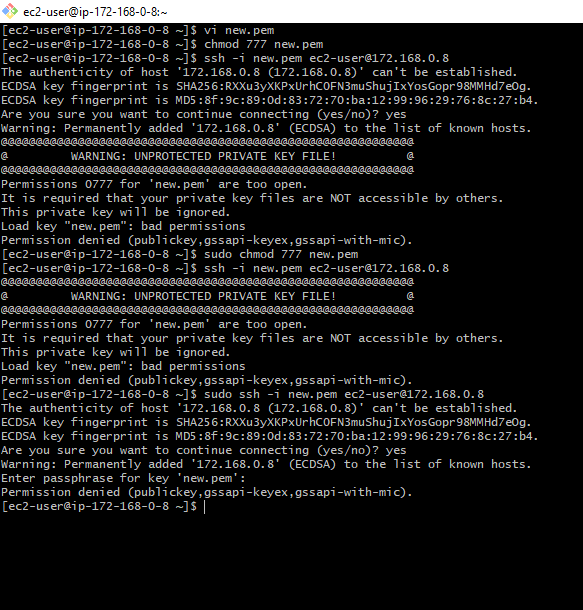 ec2-user@ip-172-168-0-8:~
[ec2-user@ip-172-168-0-8 ~]$ vi new.pem
[ec2-user@ip-172-168-0-8 ~]$ chmod 777 new.pem
[ec2-user@ip-172-168-0-8 ~]$ ssh -i new.pem ec2-user@172.168.0.8
The authenticity of host '172.168.0.8 (172.168.0.8)' can't be established.
ECDSA key fingerprint is SHA256:RXXu3yXKPxUrhCOFN3muShujIxYosGopr98MMHd7eOg.
ECDSA key fingerprint is MD5:8f:9c:89:0d:83:72:70:ba:12:99:96:29:76:8c:27:b4.
Are you sure you want to continue connecting (yes/no)? yes
Warning: Permanently added '172.168.0.8' (ECDSA) to the list of known hosts.
@@@@@@@@@@@@@@@@@@@@@@@@@@@@@@@@@@@@@@@@@@@@@@@@@@@@@@@@@@@
@         WARNING: UNPROTECTED PRIVATE KEY FILE!          @
@@@@@@@@@@@@@@@@@@@@@@@@@@@@@@@@@@@@@@@@@@@@@@@@@@@@@@@@@@@
Permissions 0777 for 'new.pem' are too open.
It is required that your private key files are NOT accessible by others.
This private key will be ignored.
Load key "new.pem": bad permissions
Permission denied (publickey,gssapi-keyex,gssapi-with-mic).
[ec2-user@ip-172-168-0-8 ~]$ sudo chmod 777 new.pem
[ec2-user@ip-172-168-0-8 ~]$ ssh -i new.pem ec2-user@172.168.0.8
@@@@@@@@@@@@@@@@@@@@@@@@@@@@@@@@@@@@@@@@@@@@@@@@@@@@@@@@@@@
@         WARNING: UNPROTECTED PRIVATE KEY FILE!          @
@@@@@@@@@@@@@@@@@@@@@@@@@@@@@@@@@@@@@@@@@@@@@@@@@@@@@@@@@@@
Permissions 0777 for 'new.pem' are too open.
It is required that your private key files are NOT accessible by others.
This private key will be ignored.
Load key "new.pem": bad permissions
Permission denied (publickey,gssapi-keyex,gssapi-with-mic).
[ec2-user@ip-172-168-0-8 ~]$ sudo ssh -i new.pem ec2-user@172.168.0.8
The authenticity of host '172.168.0.8 (172.168.0.8)' can't be established.
ECDSA key fingerprint is SHA256:RXXu3yXKPxUrhCOFN3muShujIxYosGopr98MMHd7eOg.
ECDSA key fingerprint is MD5:8f:9c:89:0d:83:72:70:ba:12:99:96:29:76:8c:27:b4.
Are you sure you want to continue connecting (yes/no)? yes
Warning: Permanently added '172.168.0.8' (ECDSA) to the list of known hosts.
Enter passphrase for key 'new.pem':
Permission denied (publickey,gssapi-keyex,gssapi-with-mic).
[ec2-user@ip-172-168-0-8 ~]$